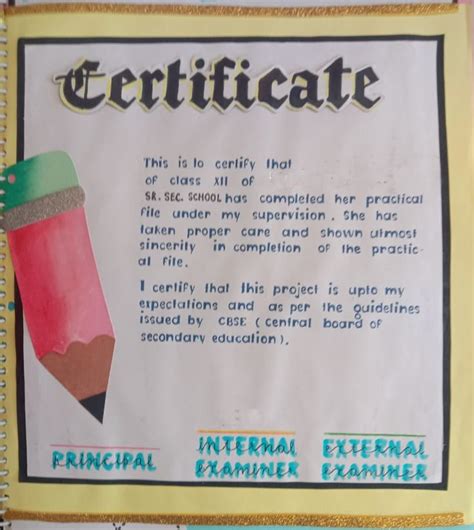 Certificate
This is to certify that
of class XII of
SR. SEC. SCHOOL has completed her practical
file under my supervision. She has
taken proper care and shown utmost
sincerity in completion of the practic-
al file.
I certify that this project is upto my
expectations and as per the guidelines
issued by CBSE (central board of
secondary education).
PRINCIPAL
INTERNAL EXAMINER
EXTERNAL EXAMINER